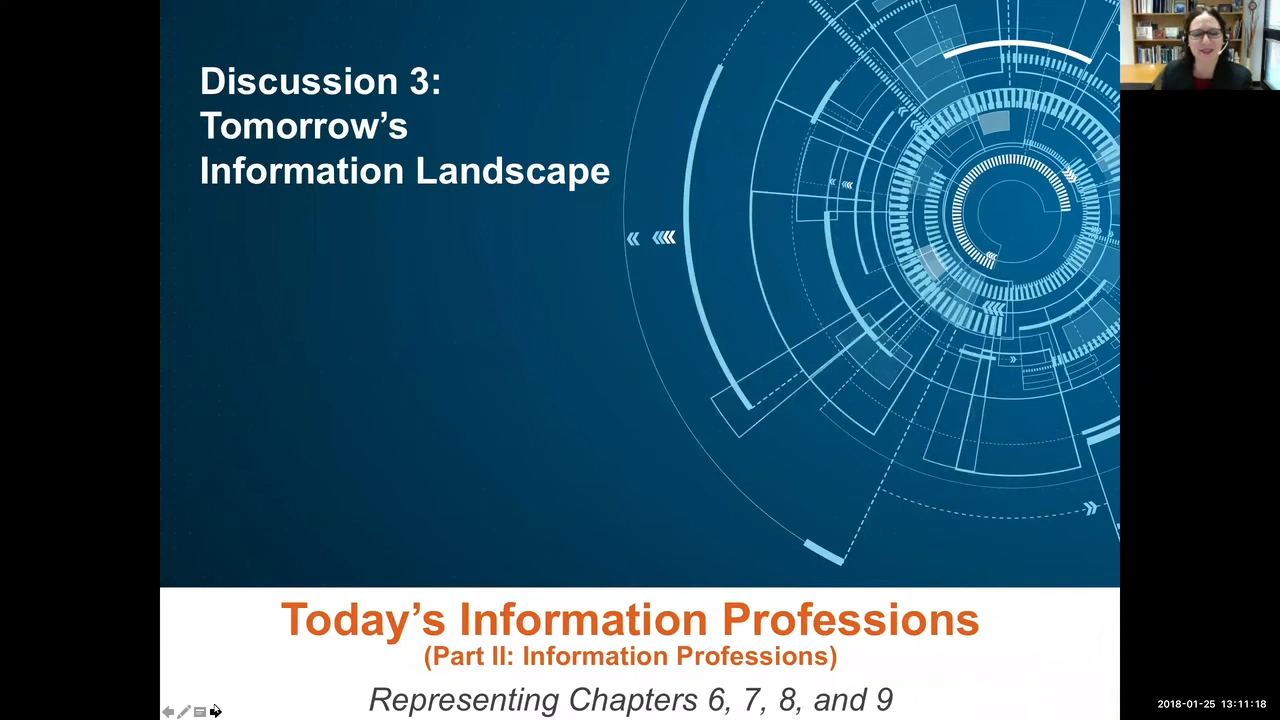 Discussion 3:
Tomorrow’s
Information Landscape
Today’s Information Professions
(Part II: Information Professions)
Representing Chapters 6, 7, 8, and 9
2018-01-25 13:11:18